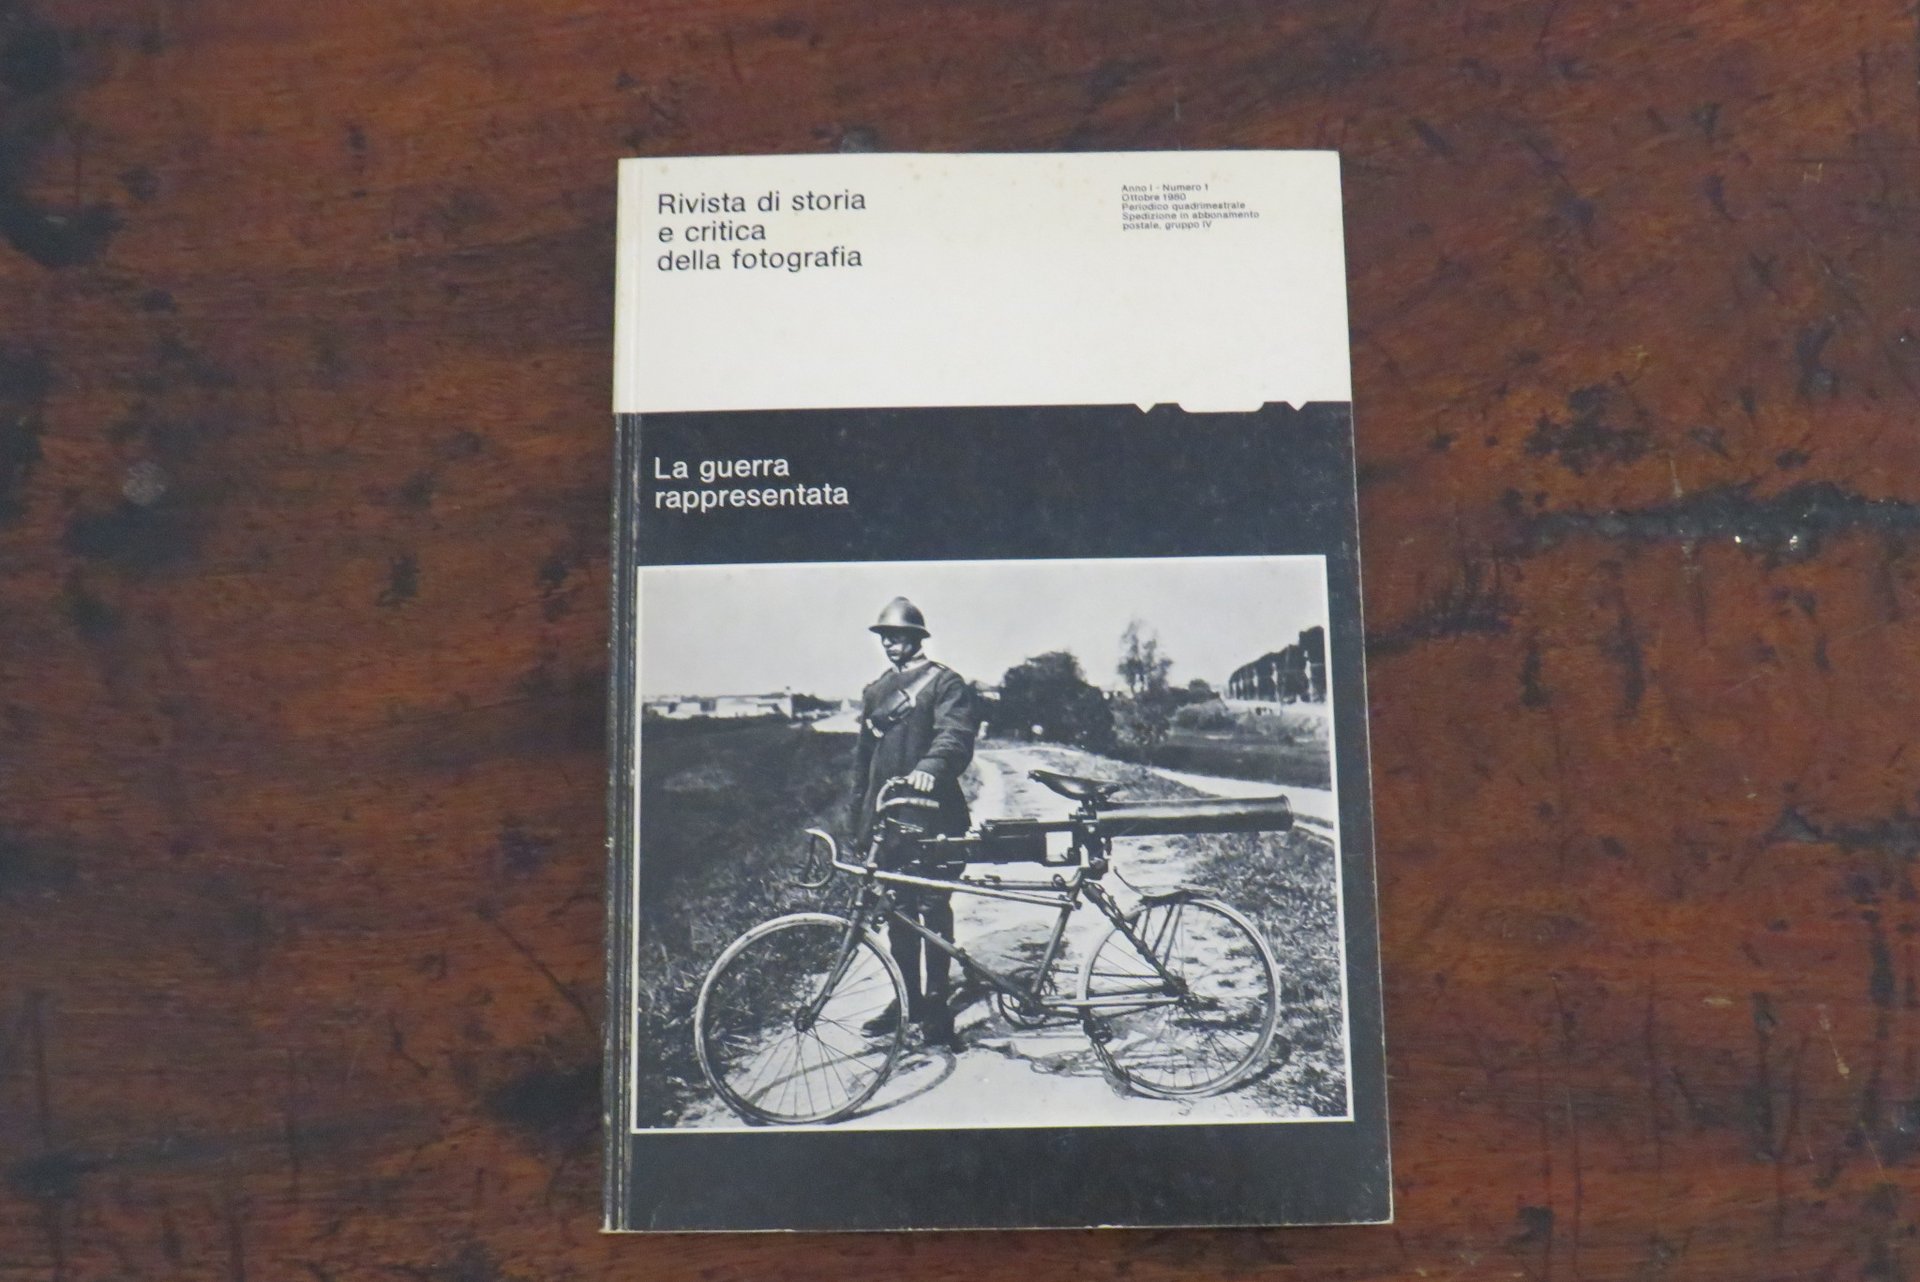 Rivista di storia
e critica
della fotografia
Anno I - Numero 1
Ottobre 1980
Periodico quadrimestrale
Spedizione in abbonamento
postale, gruppo IV
La guerra
rappresentata